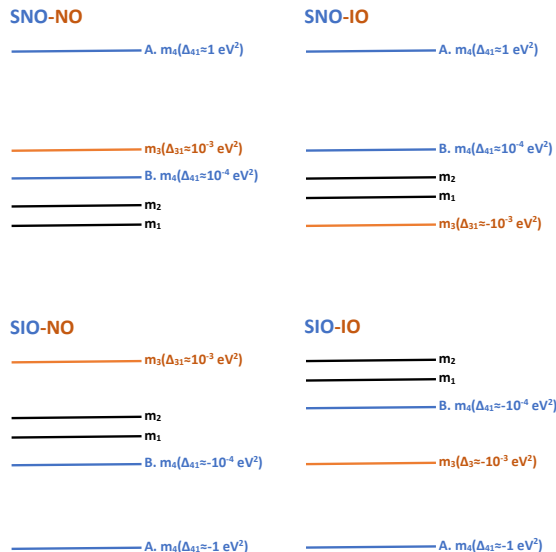 SNO-NO
A. m₄(Δ₄₁≈1 eV²)
m₃(Δ₃₁≈10⁻³ eV²)
B. m₄(Δ₄₁≈10⁻⁴ eV²)
m₂
m₁
SNO-IO
A. m₄(Δ₄₁≈1 eV²)
B. m₄(Δ₄₁≈10⁻⁴ eV²)
m₂
m₁
m₃(Δ₃₁≈-10⁻³ eV²)
SIO-NO
m₃(Δ₃₁≈10⁻³ eV²)
m₂
m₁
B. m₄(Δ₄₁≈-10⁻⁴ eV²)
A. m₄(Δ₄₁≈-1 eV²)
SIO-IO
m₂
m₁
B. m₄(Δ₄₁≈-10⁻⁴ eV²)
m₃(Δ₃≈-10⁻³ eV²)
A. m₄(Δ₄₁≈-1 eV²)